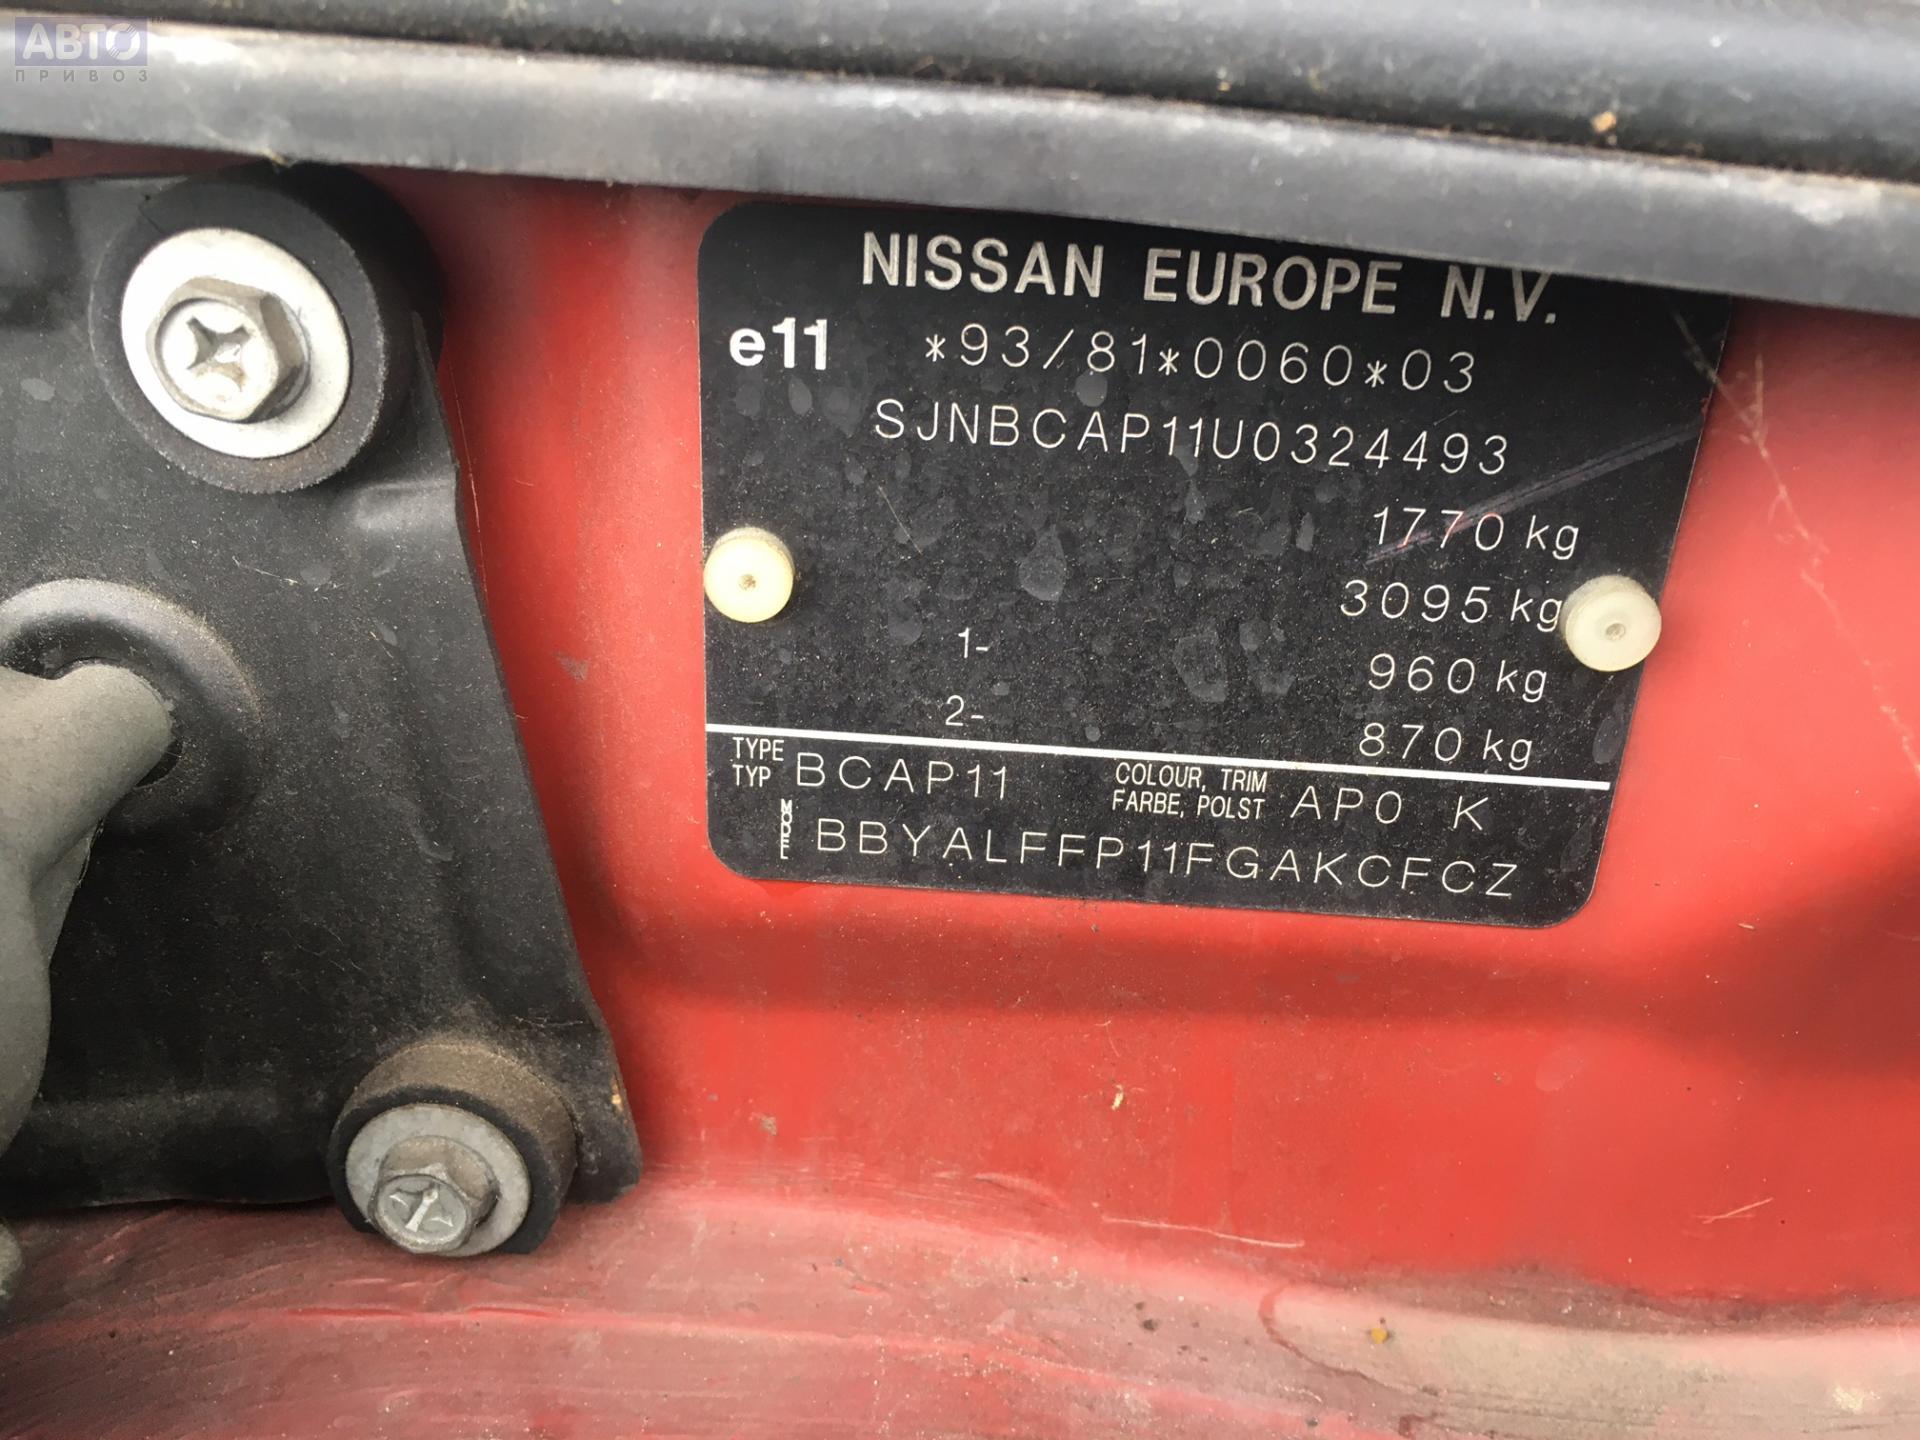 АВТО
ПРИВОЗ
NISSAN EUROPE N.V.
e11 *93/81*0060*03
SJNBCAP11U0324493
1770 kg
3095 kg
1- 960 kg
2- 870 kg
TYPE
TYP BCAP11
COLOUR, TRIM
FARBE, POLST AP0 K
MODEL BBYALFFP11FGAKCFCZ